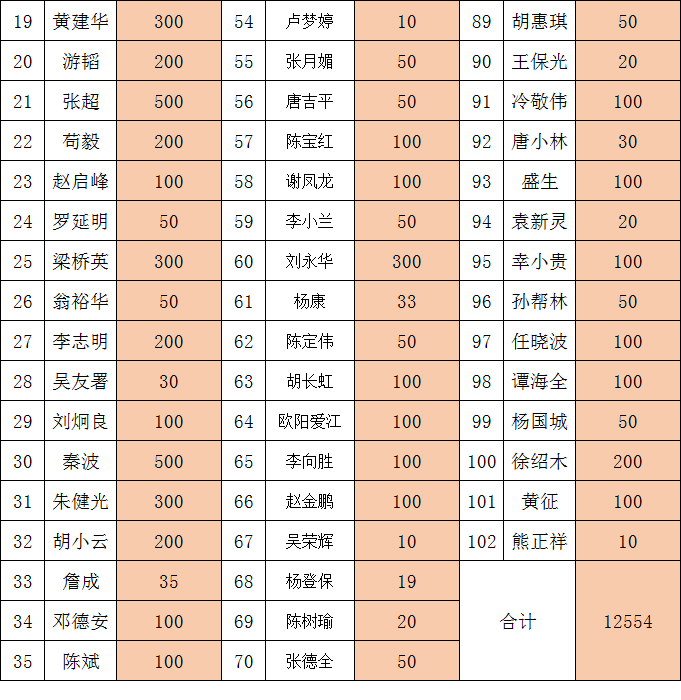 19 黄建华 300 54 卢梦婷 10 89 胡惠琪 50
20 游韬 200 55 张月媚 50 90 王保光 20
21 张超 500 56 唐吉平 50 91 冷敬伟 100
22 苟毅 200 57 陈宝红 100 92 唐小林 30
23 赵启峰 100 58 谢凤龙 100 93 盛生 100
24 罗延明 50 59 李小兰 50 94 袁新灵 20
25 梁桥英 300 60 刘永华 300 95 幸小贵 100
26 翁裕华 50 61 杨康 33 96 孙帮林 50
27 李志明 200 62 陈定伟 50 97 任晓波 100
28 吴友署 30 63 胡长虹 100 98 谭海全 100
29 刘炯良 100 64 欧阳爱江 100 99 杨国城 50
30 秦波 500 65 李向胜 100 100 徐绍木 200
31 朱健光 300 66 赵金鹏 100 101 黄征 100
32 胡小云 200 67 吴荣辉 10 102 熊正祥 10
33 詹成 35 68 杨登保 19
34 邓德安 100 69 陈树瑜 20 合计 12554
35 陈斌 100 70 张德全 50